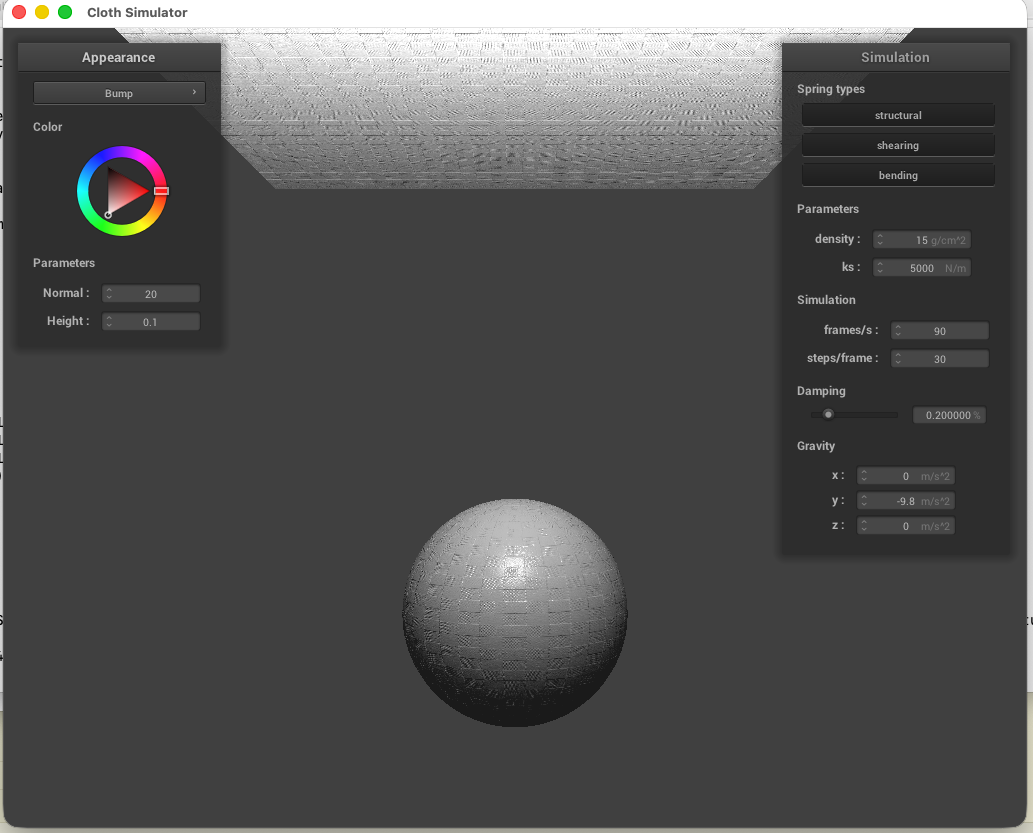 Cloth Simulator
Appearance
Bump
Color
Parameters
Normal : 20
Height : 0.1
Simulation
Spring types
structural
shearing
bending
Parameters
density : 15 g/cm^2
ks : 5000 N/m
Simulation
frames/s : 90
steps/frame : 30
Damping
0.200000 %
Gravity
x : 0 m/s^2
y : -9.8 m/s^2
z : 0 m/s^2